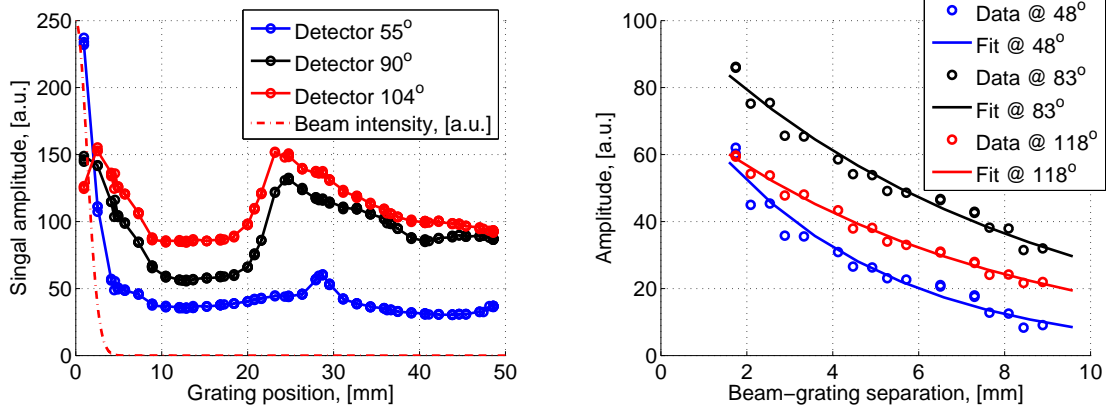 250
200
150
100
50
0
0 10 20 30 40 50
Singal amplitude, [a.u.]
Grating position, [mm]
Detector 55°
Detector 90°
Detector 104°
Beam intensity, [a.u.]
100
80
60
40
20
0
0 2 4 6 8 10
Amplitude, [a.u.]
Beam−grating separation, [mm]
Data @ 48°
Fit @ 48°
Data @ 83°
Fit @ 83°
Data @ 118°
Fit @ 118°